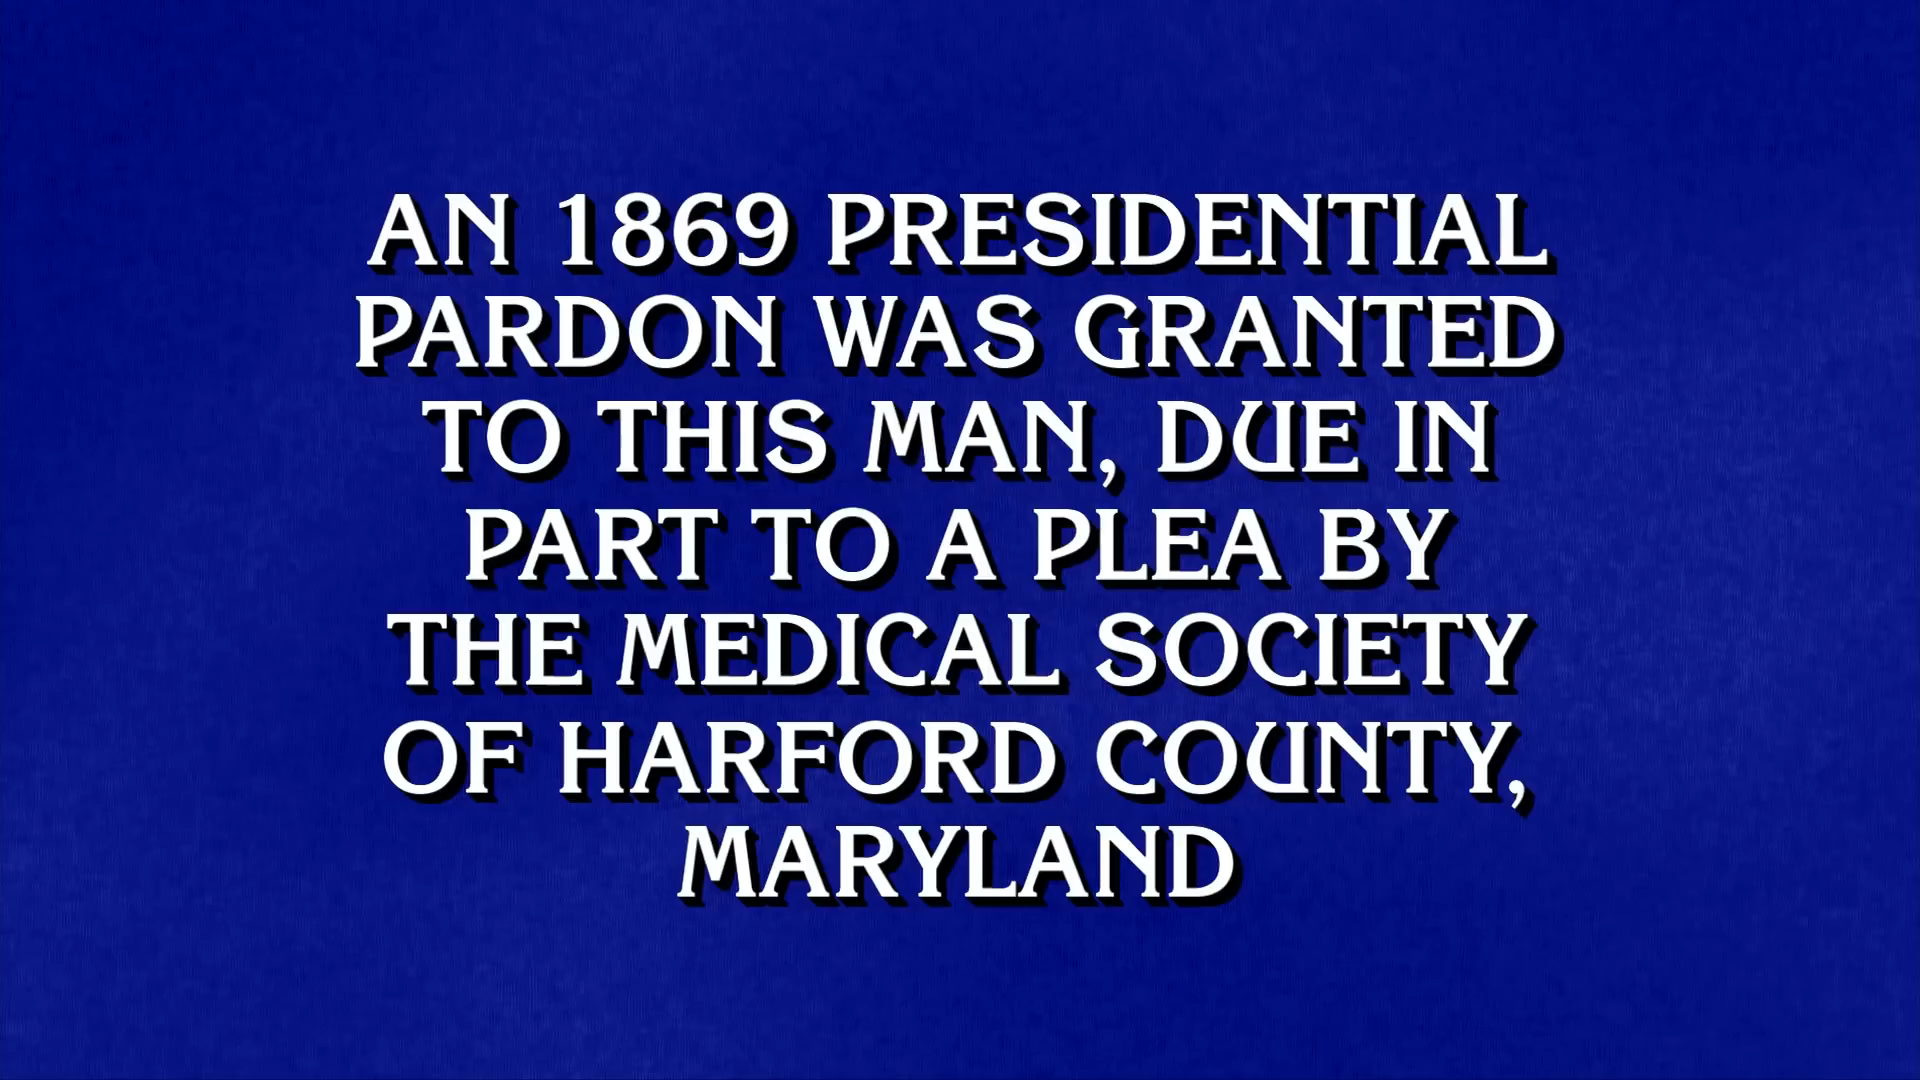 AN 1869 PRESIDENTIAL
PARDON WAS GRANTED
TO THIS MAN, DUE IN
PART TO A PLEA BY
THE MEDICAL SOCIETY
OF HARFORD COUNTY,
MARYLAND